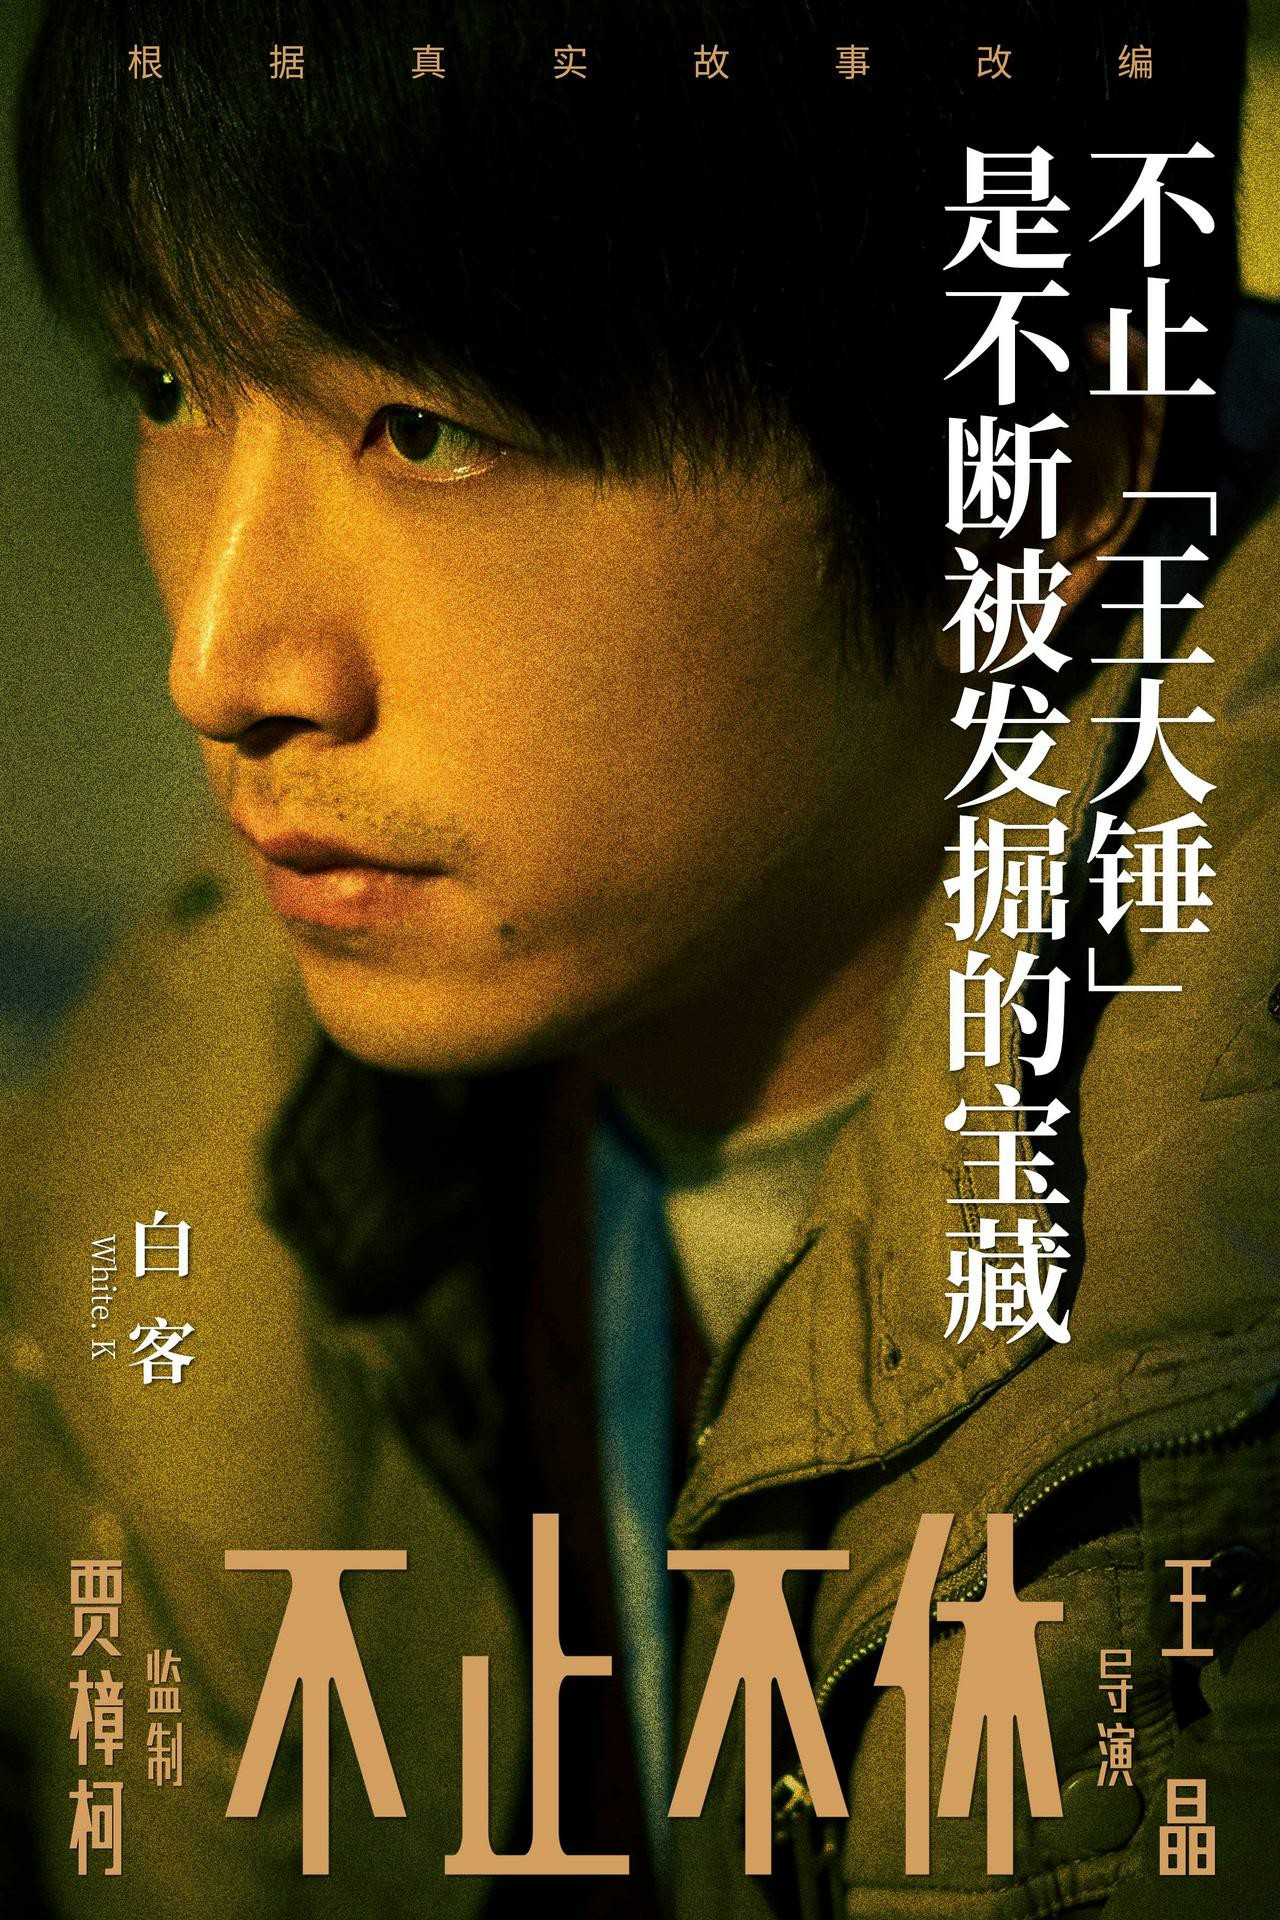 根据真实故事改编
不止「王大锤」
是不断被发掘的宝藏
白客
White. K
贾樟柯
监制
不止不休
导演
王晶